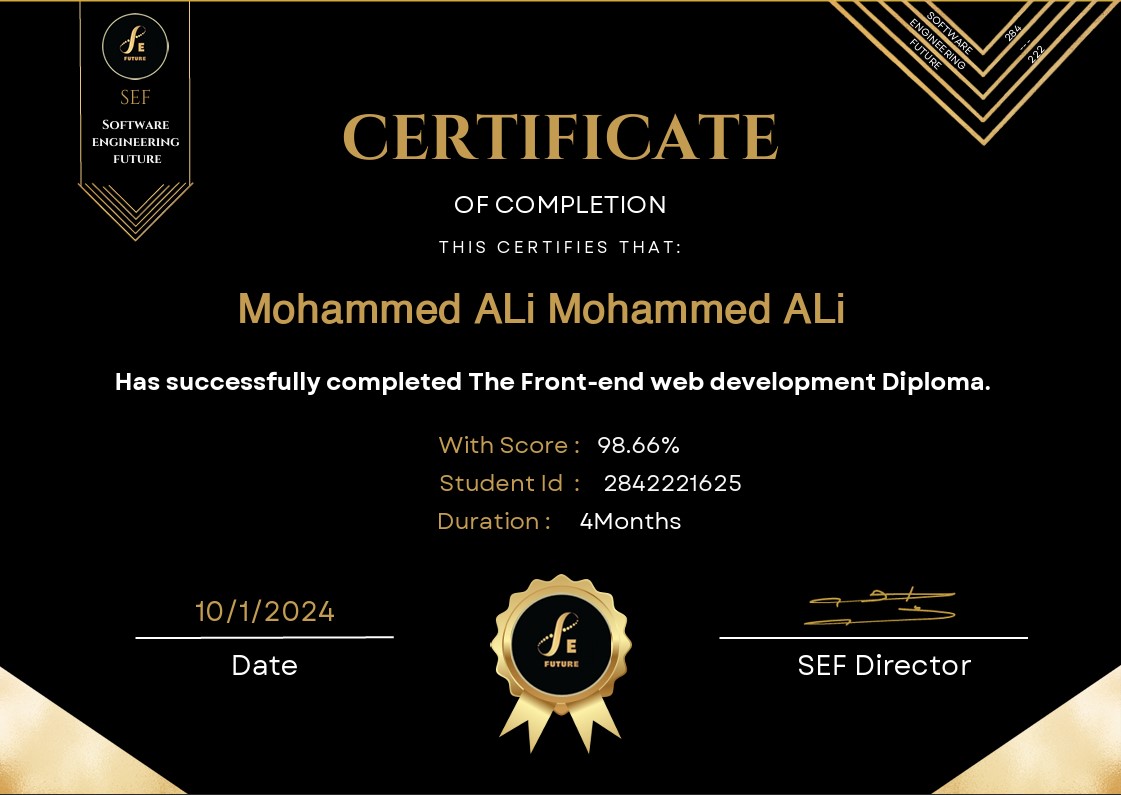 SE
FUTURE
SEF
SOFTWARE
ENGINEERING
FUTURE
SOFTWARE
ENGINEERING
FUTURE
284
---
222
CERTIFICATE
OF COMPLETION
THIS CERTIFIES THAT:
Mohammed ALi Mohammed ALi
Has successfully completed The Front-end web development Diploma.
With Score : 98.66%
Student Id : 2842221625
Duration : 4Months
10/1/2024
Date
SE
FUTURE
SEF Director